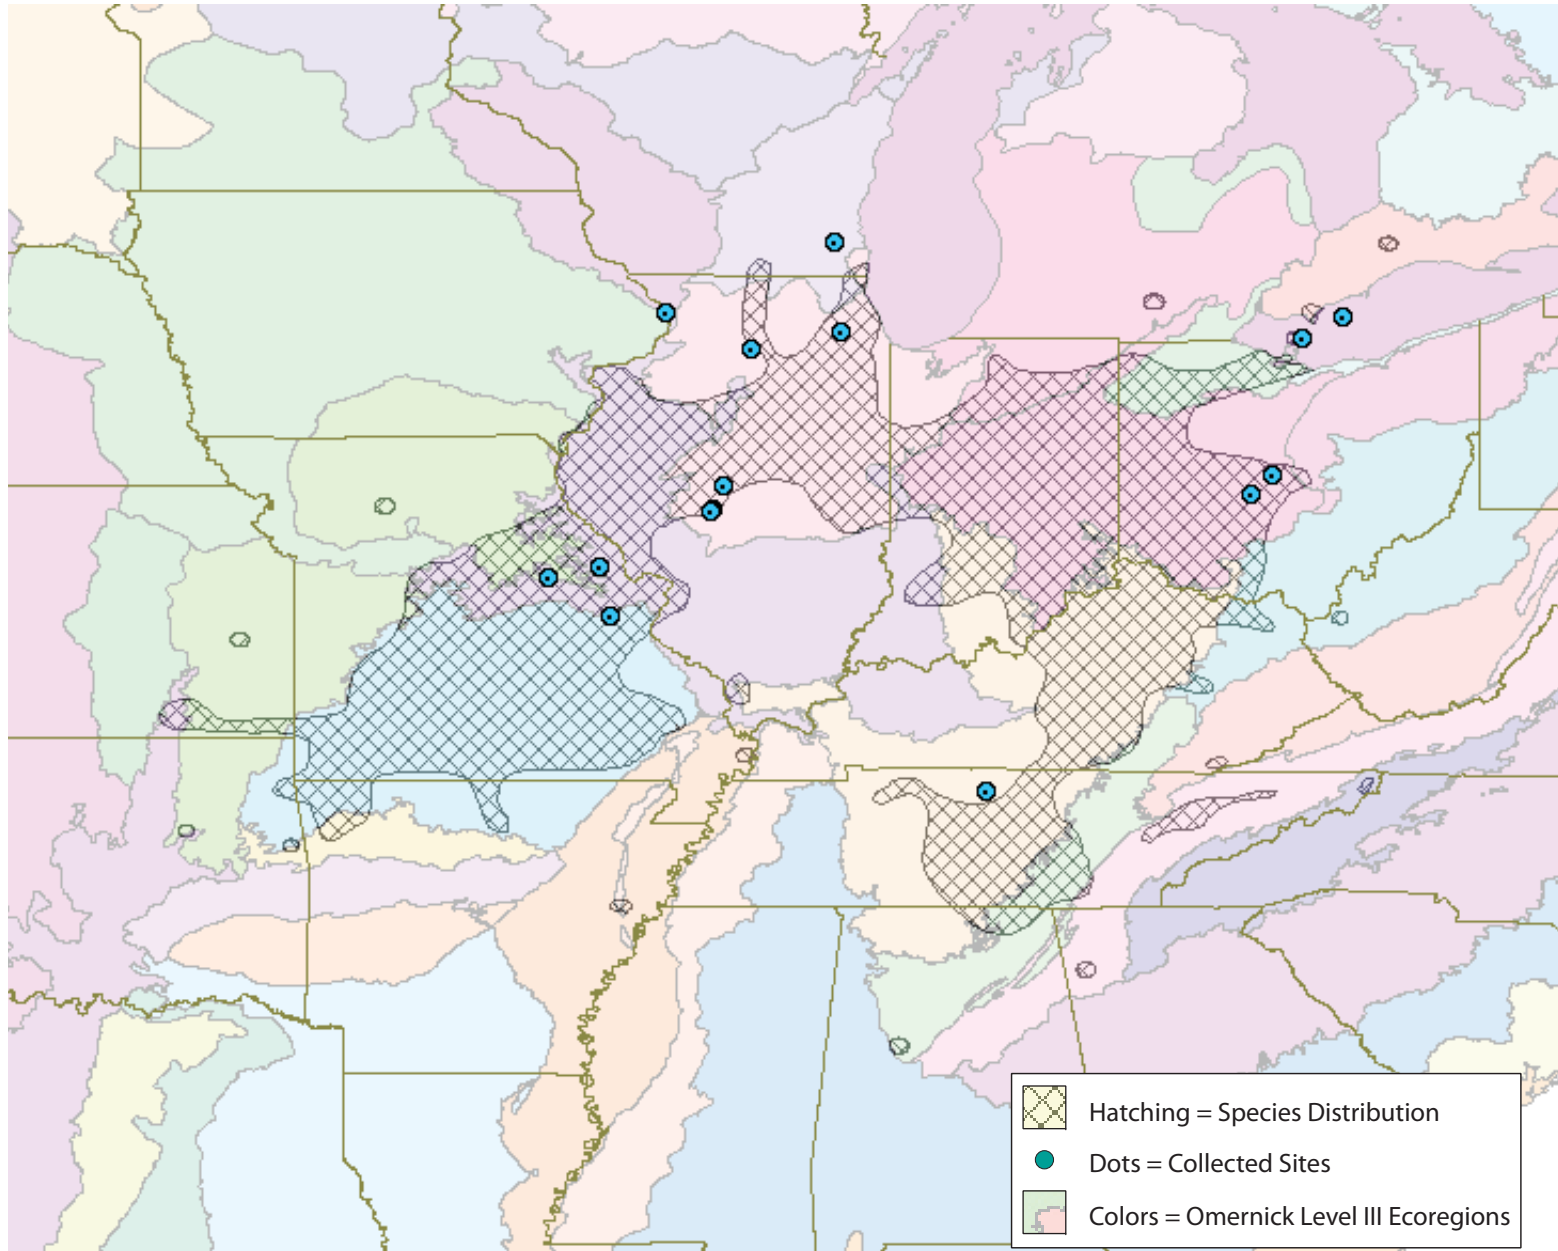 Hatching = Species Distribution
Dots = Collected Sites
Colors = Omernick Level III Ecoregions